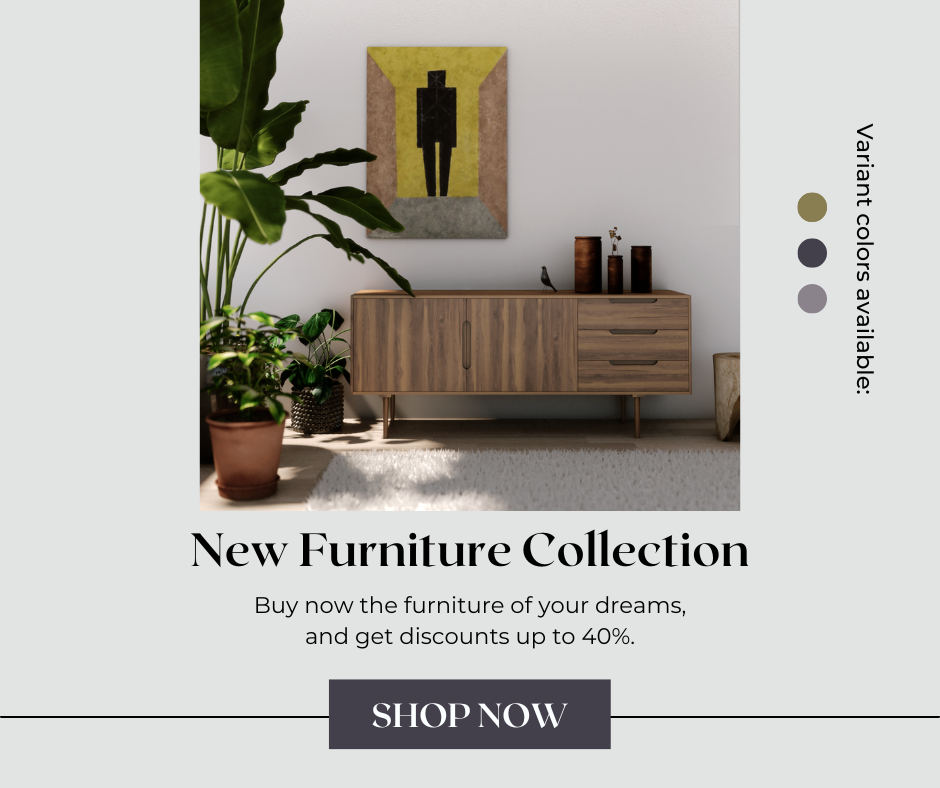 Variant colors available:
New Furniture Collection
Buy now the furniture of your dreams,
and get discounts up to 40%.
SHOP NOW